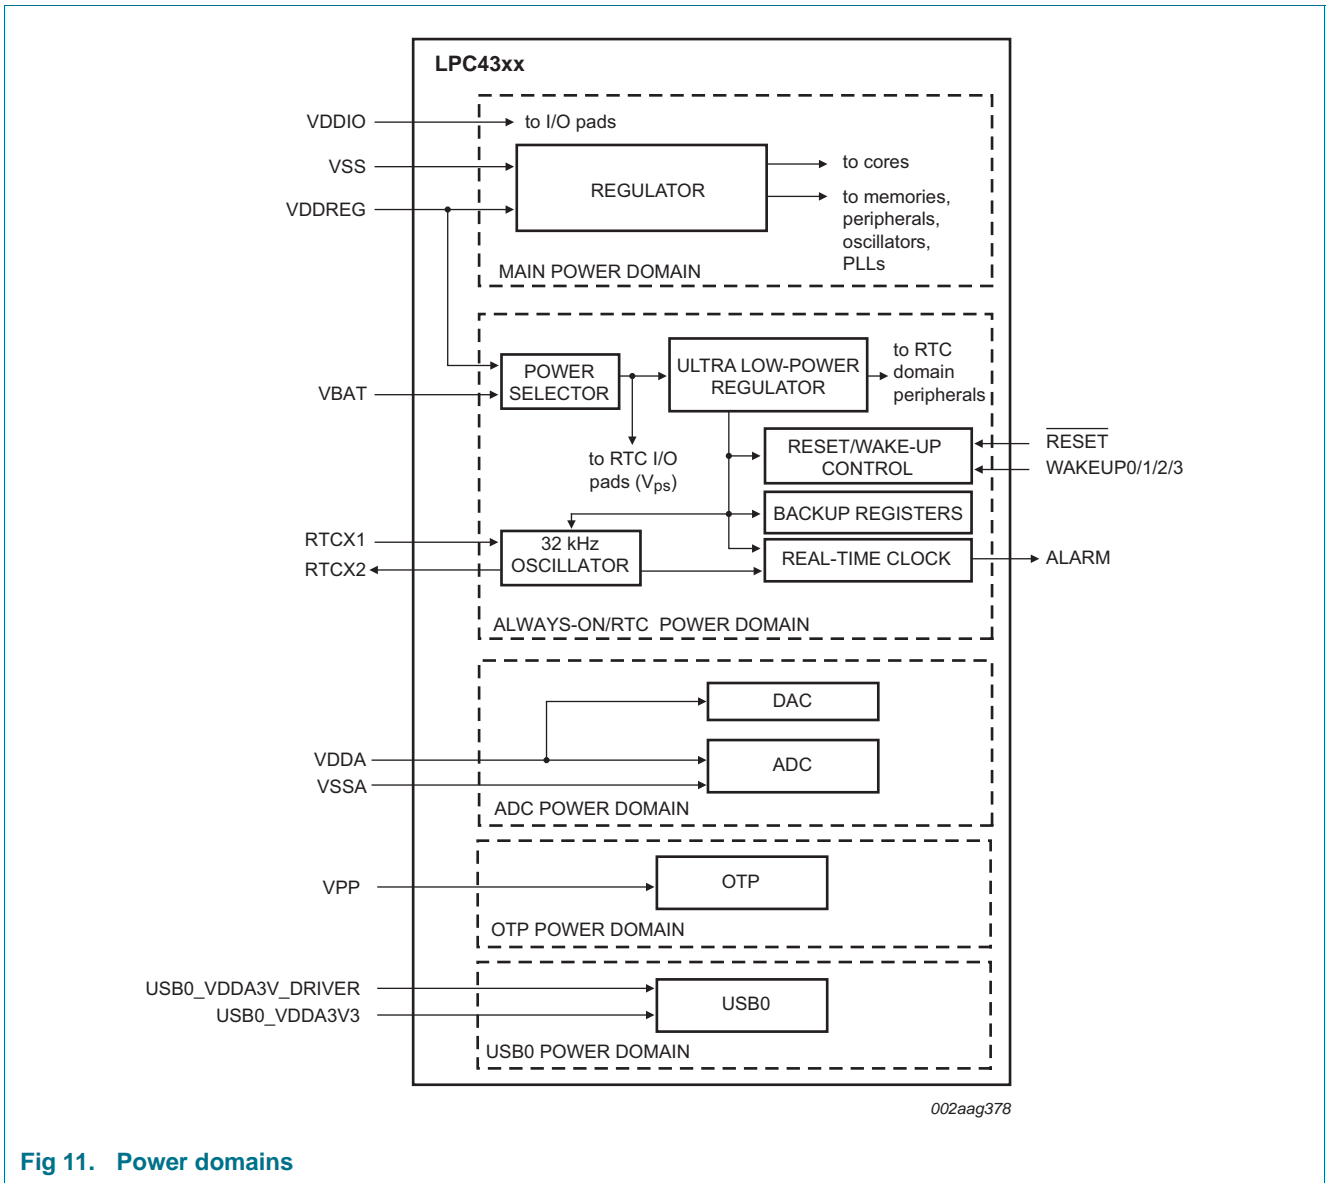 LPC43xx
VDDIO
to I/O pads
VSS
VDDREG
REGULATOR
to cores
to memories,
peripherals,
oscillators,
PLLs
MAIN POWER DOMAIN
VBAT
POWER
SELECTOR
ULTRA LOW-POWER
REGULATOR
to RTC
domain
peripherals
to RTC I/O
pads (Vps)
RESET/WAKE-UP
CONTROL
RESET
WAKEUP0/1/2/3
BACKUP REGISTERS
RTCX1
RTCX2
32 kHz
OSCILLATOR
REAL-TIME CLOCK
ALARM
ALWAYS-ON/RTC POWER DOMAIN
DAC
VDDA
VSSA
ADC
ADC POWER DOMAIN
VPP
OTP
OTP POWER DOMAIN
USB0_VDDA3V_DRIVER
USB0_VDDA3V3
USB0
USB0 POWER DOMAIN
002aag378
Fig 11. Power domains